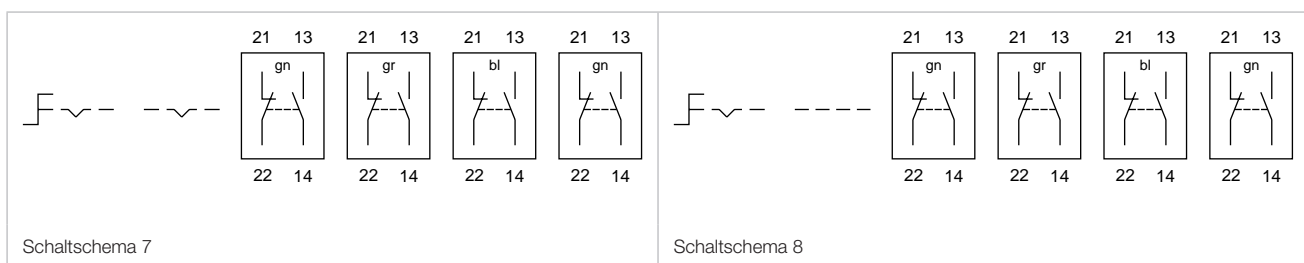 21 13 21 13 21 13 21 13 21 13 21 13 21 13 21 13
gn gr bl gn gn gr bl gn
22 14 22 14 22 14 22 14 22 14 22 14 22 14 22 14
Schaltschema 7 Schaltschema 8